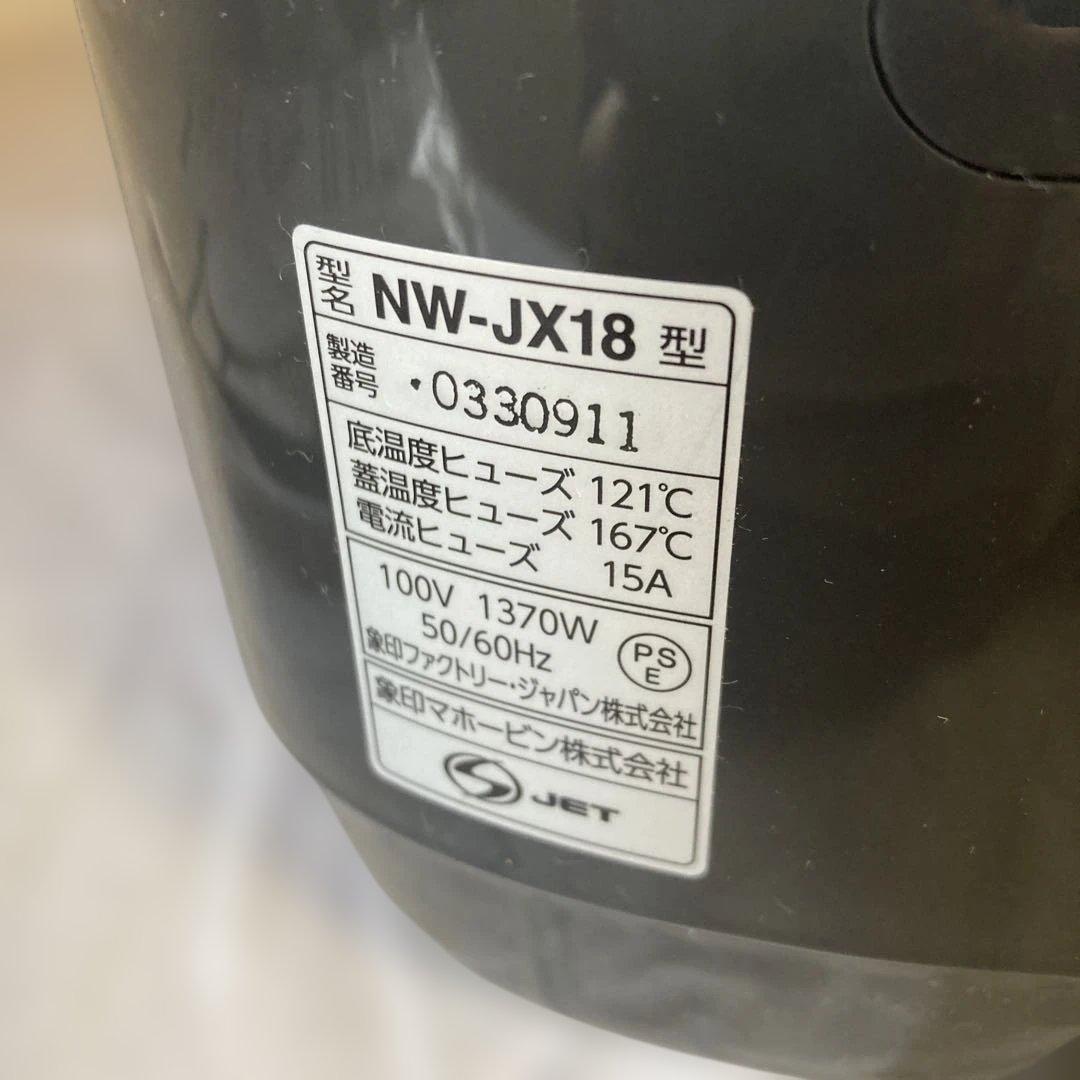 型名 NW-JX18 型
製造番号 ・0330911
底温度ヒューズ 121℃
蓋温度ヒューズ 167℃
電流ヒューズ 15A
100V 1370W
50/60Hz
PS
E
象印ファクトリー・ジャパン株式会社
象印マホービン株式会社
JET